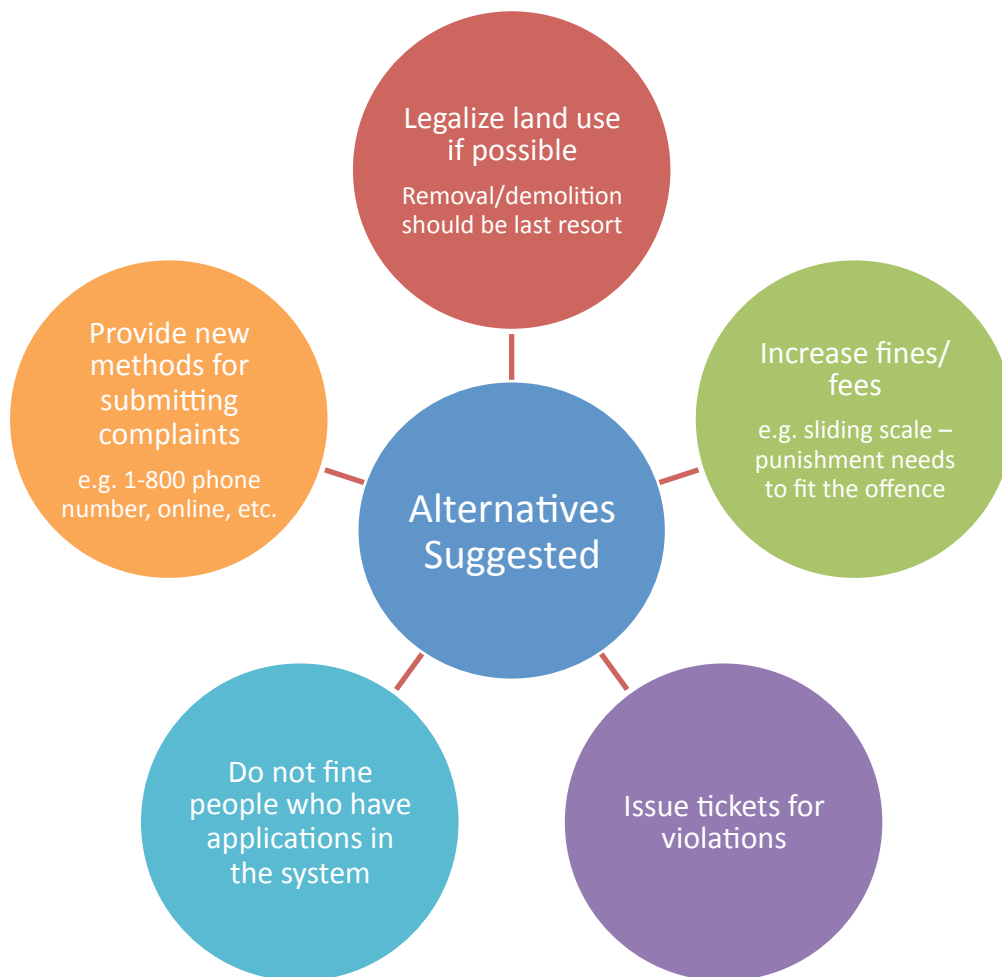 Legalize land use
if possible
Removal/demolition
should be last resort
Provide new
methods for
submitting
complaints
e.g. 1-800 phone
number, online, etc.
Increase fines/
fees
e.g. sliding scale –
punishment needs
to fit the offence
Alternatives
Suggested
Do not fine
people who have
applications in
the system
Issue tickets for
violations